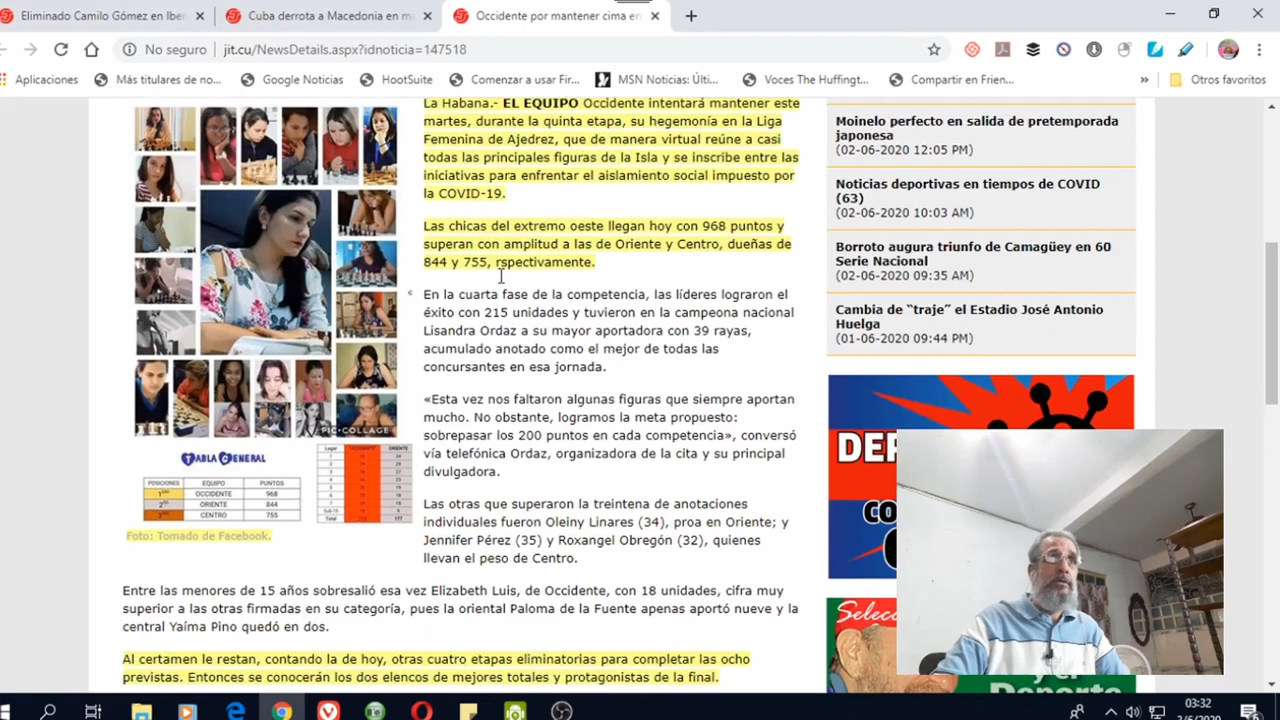 Eliminado Camilo Gómez en Iber
Cuba derrota a Macedonia en m
Occidente por mantener cima en
No seguro
jit.cu/NewsDetails.aspx?idnoticia=147518
Aplicaciones
Más titulares de no...
Google Noticias
HootSuite
Comenzar a usar Fir...
MSN Noticias: Últi...
Voces The Huffingt...
Compartir en Frien...
Otros favoritos
La Habana.- EL EQUIPO Occidente intentará mantener este
martes, durante la quinta etapa, su hegemonía en la Liga
Femenina de Ajedrez, que de manera virtual reúne a casi
todas las principales figuras de la Isla y se inscribe entre las
iniciativas para enfrentar el aislamiento social impuesto por
la COVID-19.
Las chicas del extremo oeste llegan hoy con 968 puntos y
superan con amplitud a las de Oriente y Centro, dueñas de
844 y 755, rspectivamente.
En la cuarta fase de la competencia, las líderes lograron el
éxito con 215 unidades y tuvieron en la campeona nacional
Lisandra Ordaz a su mayor aportadora con 39 rayas,
acumulado anotado como el mejor de todas las
concursantes en esa jornada.
«Esta vez nos faltaron algunas figuras que siempre aportan
mucho. No obstante, logramos la meta propuesto:
sobrepasar los 200 puntos en cada competencia», conversó
vía telefónica Ordaz, organizadora de la cita y su principal
divulgadora.
Las otras que superaron la treintena de anotaciones
individuales fueron Oleiny Linares (34), proa en Oriente; y
Jennifer Pérez (35) y Roxangel Obregón (32), quienes
llevan el peso de Centro.
PIC•COLLAGE
TABLA GENERAL
POSICIONES EQUIPO PUNTOS
OCCIDENTE 968
ORIENTE 844
CENTRO 755
Lugar
ORIENTE
Total
Foto: Tomado de Facebook.
Entre las menores de 15 años sobresalió esa vez Elizabeth Luis, de Occidente, con 18 unidades, cifra muy
superior a las otras firmadas en su categoría, pues la oriental Paloma de la Fuente apenas aportó nueve y la
central Yaíma Pino quedó en dos.
Al certamen le restan, contando la de hoy, otras cuatro etapas eliminatorias para completar las ocho
previstas. Entonces se conocerán los dos elencos de mejores totales y protagonistas de la final.
Moinelo perfecto en salida de pretemporada
japonesa
(02-06-2020 12:05 PM)
Noticias deportivas en tiempos de COVID
(63)
(02-06-2020 10:03 AM)
Borroto augura triunfo de Camagüey en 60
Serie Nacional
(02-06-2020 09:35 AM)
Cambia de “traje” el Estadio José Antonio
Huelga
(01-06-2020 09:44 PM)
Selecc
Deporte
03:32